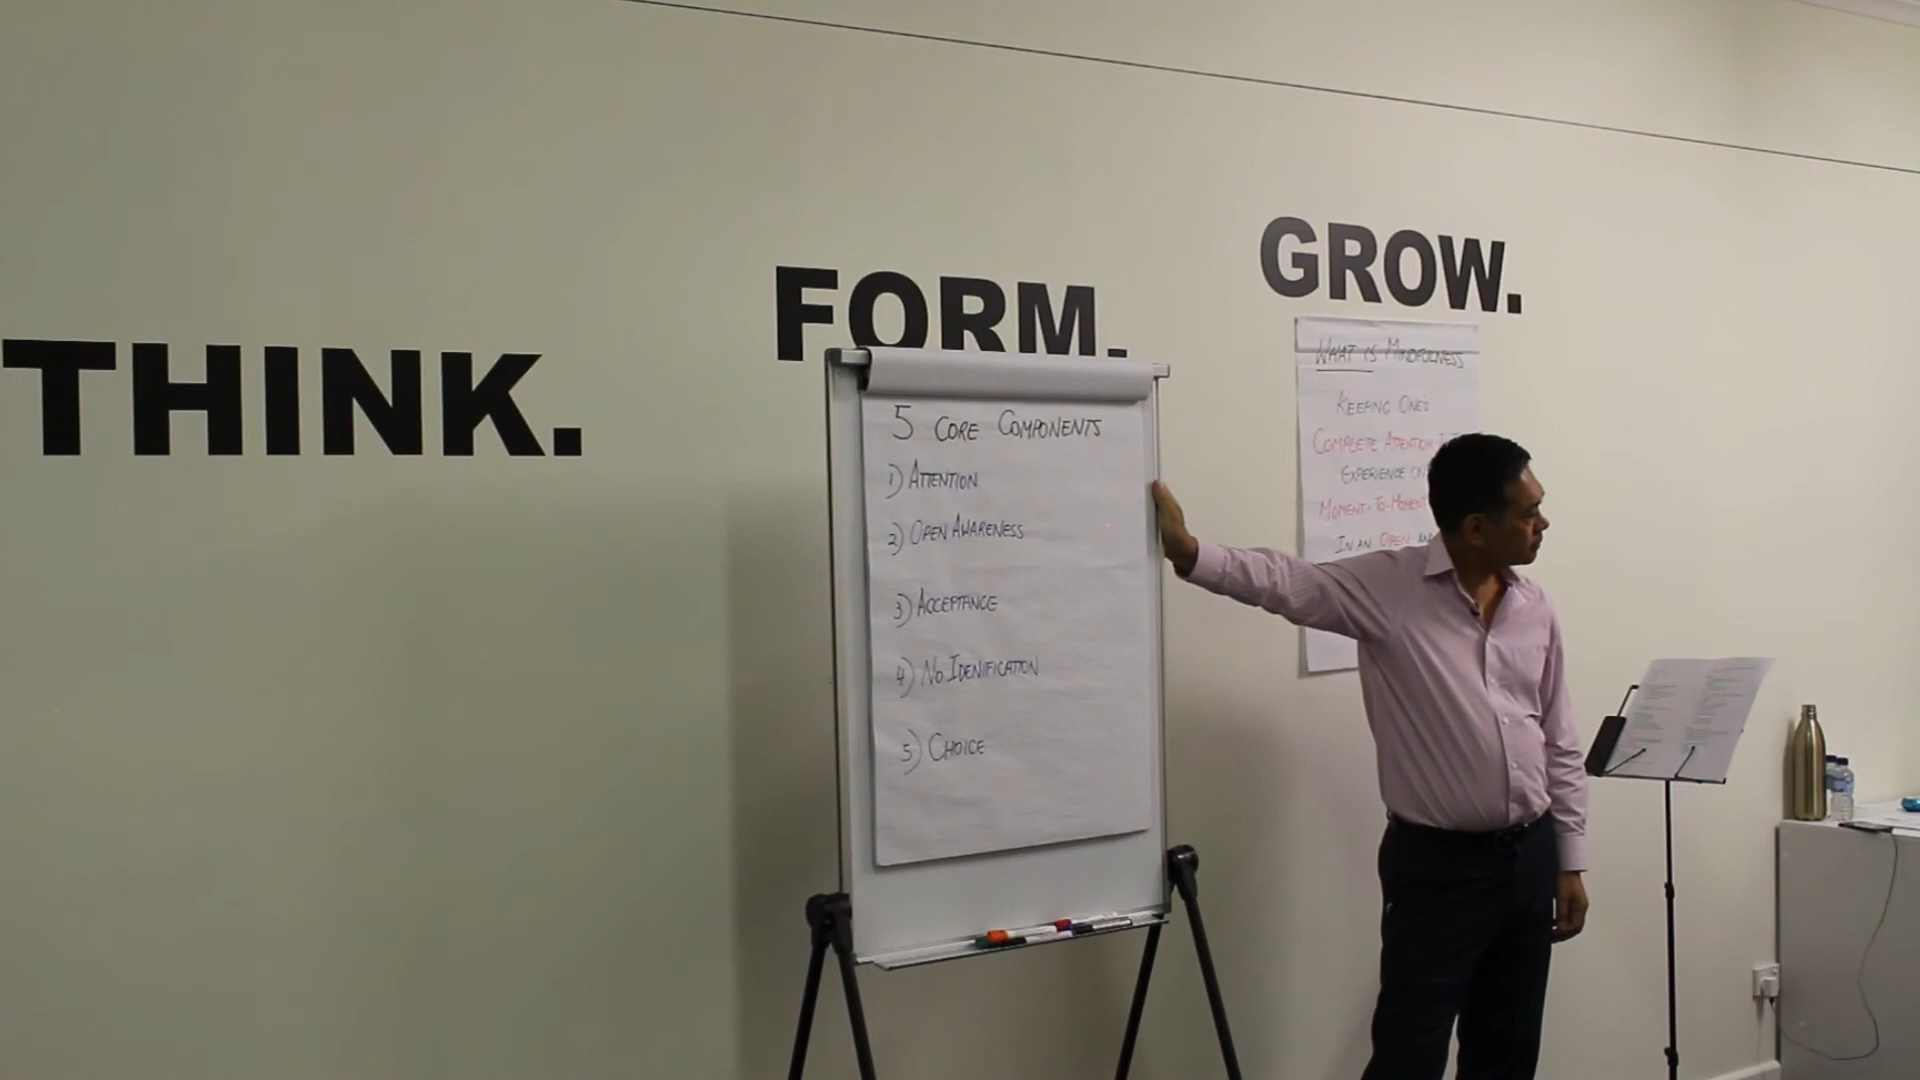 THINK.
FORM.
GROW.
5 CORE COMPONENTS
1) ATTENTION
2) OPEN AWARENESS
3) ACCEPTANCE
4) NO IDENIFICATION
5) CHOICE
WHAT IS MINDFULNESS
KEEPING ONE'S
COMPLETE ATTENTION
EXPERIENCE
MOMENT-TO-MOMENT
IN AN OPEN